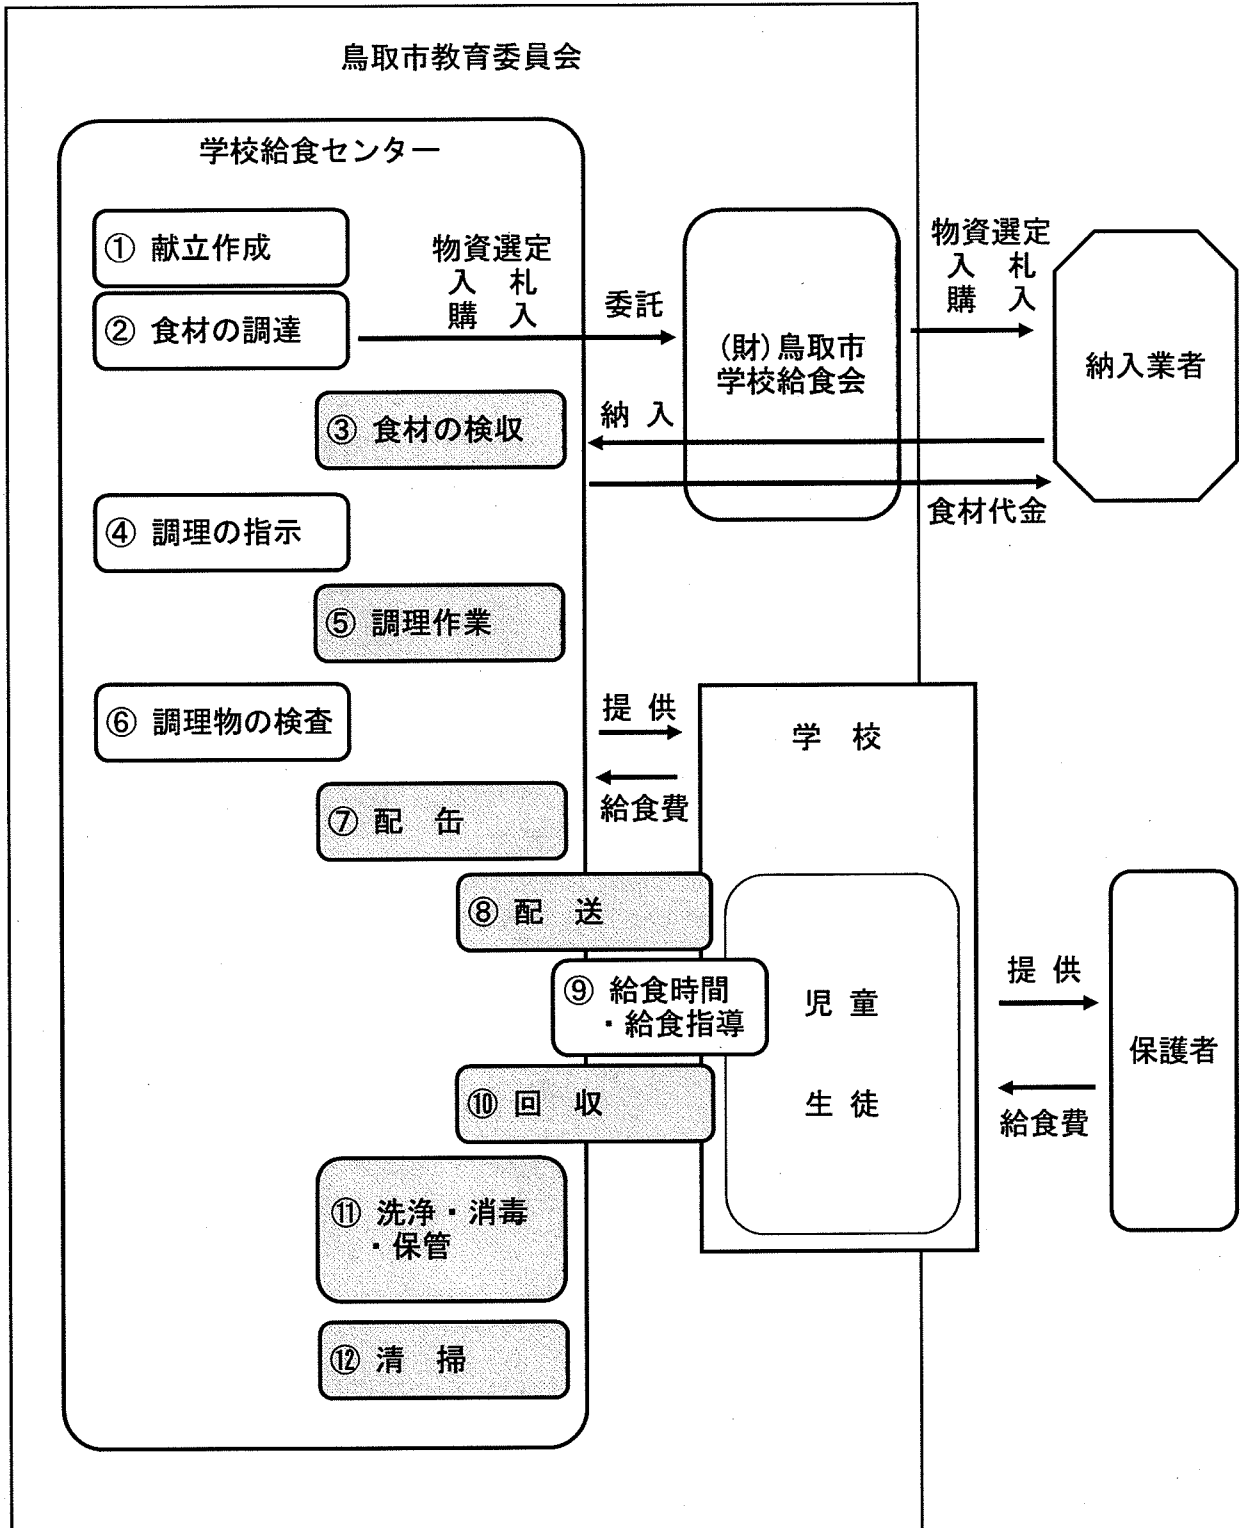 鳥取市教育委員会
学校給食センター
① 献立作成
② 食材の調達
物資選定
入 札
購 入
委託
(財)鳥取市
学校給食会
物資選定
入 札
購 入
納入業者
③ 食材の検収
納 入
食材代金
④ 調理の指示
⑤ 調理作業
⑥ 調理物の検査
提 供
給食費
学 校
⑦ 配 缶
⑧ 配 送
⑨ 給食時間
・給食指導
児 童
生 徒
提 供
給食費
保護者
⑩ 回 収
⑪ 洗浄・消毒
・保管
⑫ 清 掃